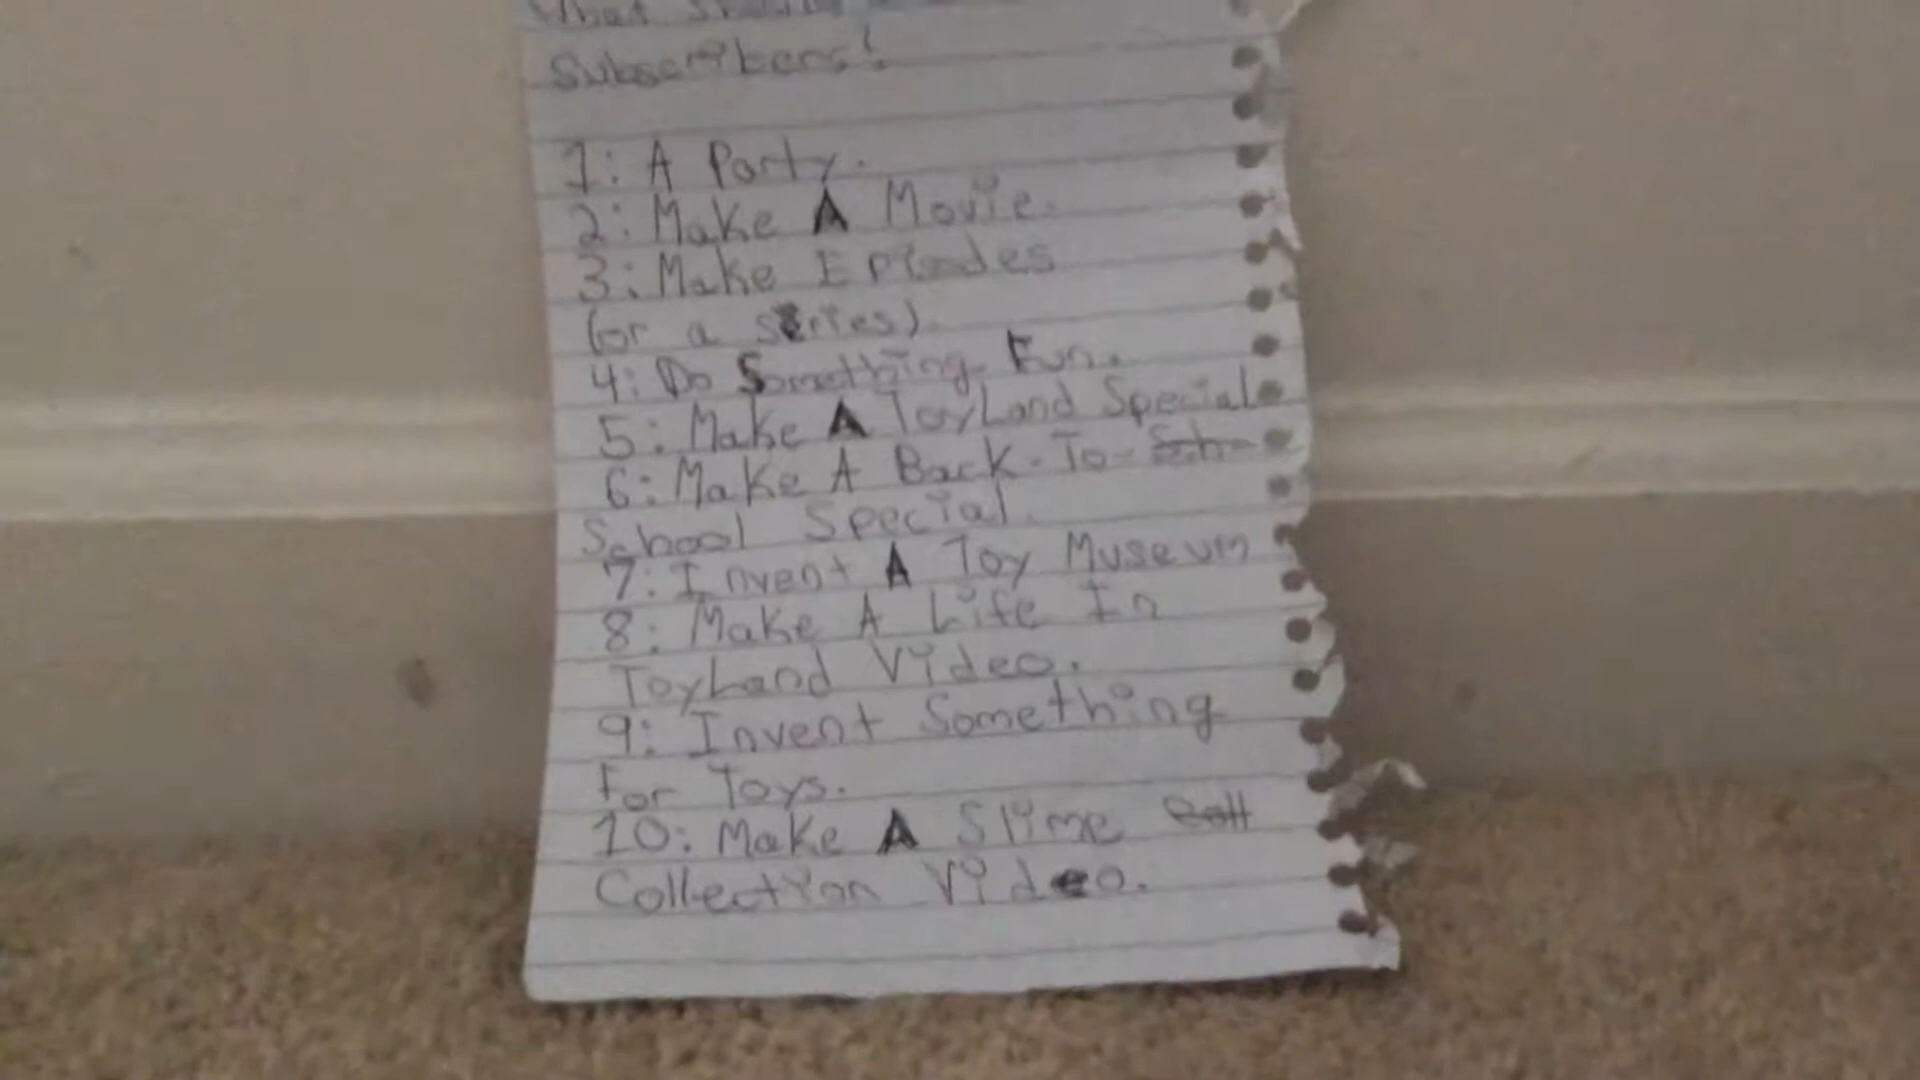 What
Subscribers!
1: A Party.
2: Make A Movie.
3: Make Episodes
(or a series)
4: Do Something Fun.
5: Make A ToyLand Special
6: Make A Back-To-
School Special.
7: Invent A Toy Museum
8: Make A Life In
ToyLand Video.
9: Invent Something
For Toys.
10: Make A Slime
Collection Video.